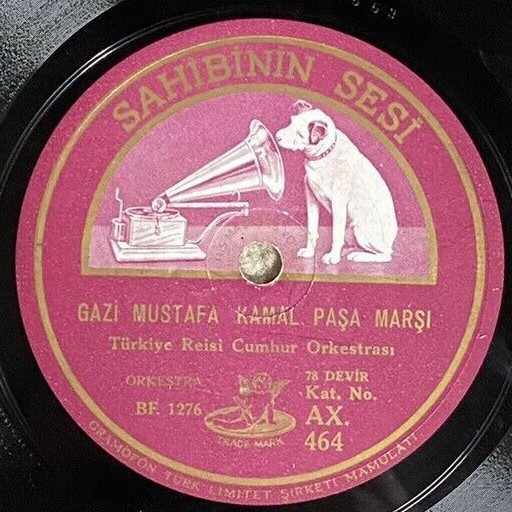 SAHİBİNİN SESİ
GAZİ MUSTAFA KAMAL PAŞA MARŞI
Türkiye Reisi Cumhur Orkestrası
ORKESTRA
BF. 1276
TRADE MARK
78 DEVİR
Kat. No.
AX.
464
GRAMOFON TÜRK LİMİTET ŞİRKETİ MAMULATI